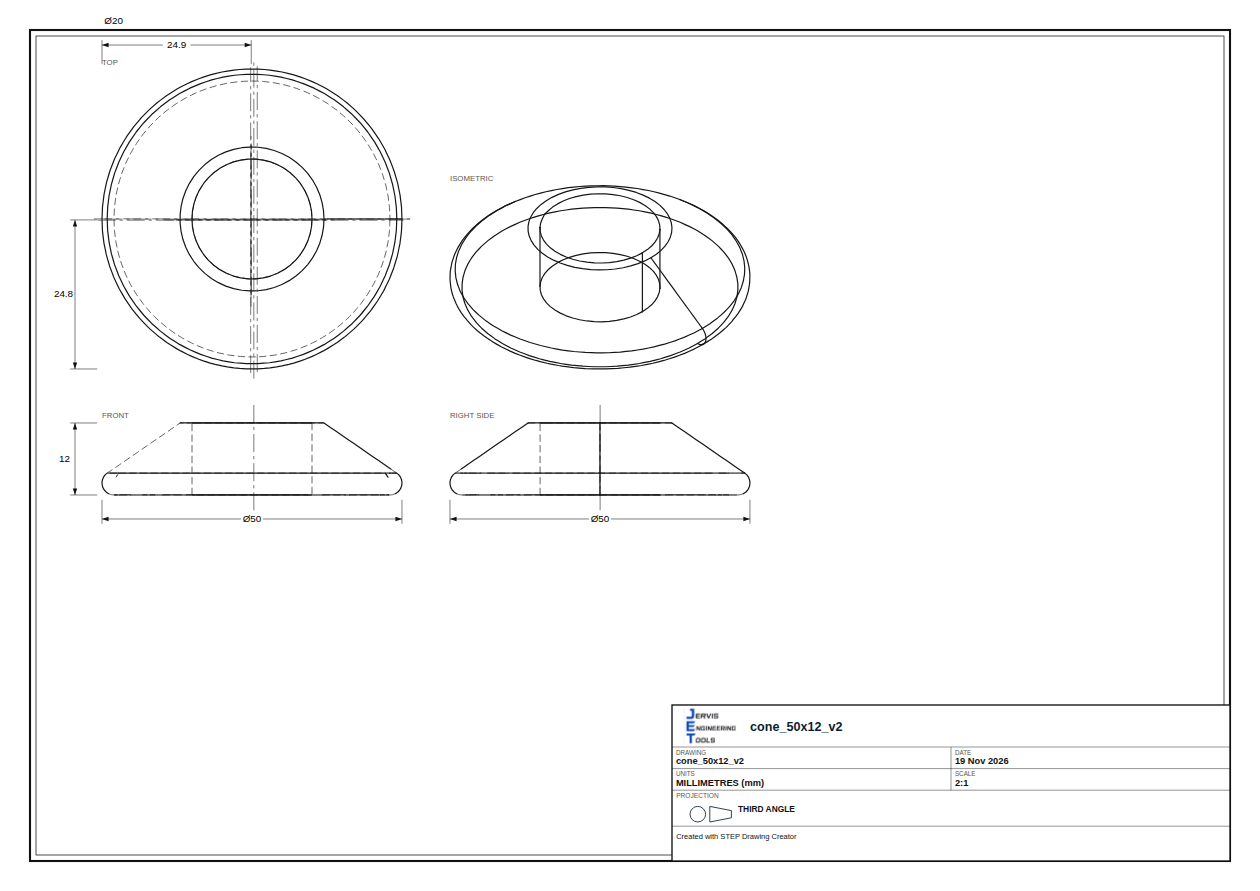 Ø20
24.9
TOP
ISOMETRIC
24.8
FRONT
RIGHT SIDE
12
Ø50
Ø50
JERVIS
ENGINEERING
TOOLS
cone_50x12_v2
DRAWING
cone_50x12_v2
DATE
19 Nov 2026
UNITS
MILLIMETRES (mm)
SCALE
2:1
PROJECTION
THIRD ANGLE
Created with STEP Drawing Creator